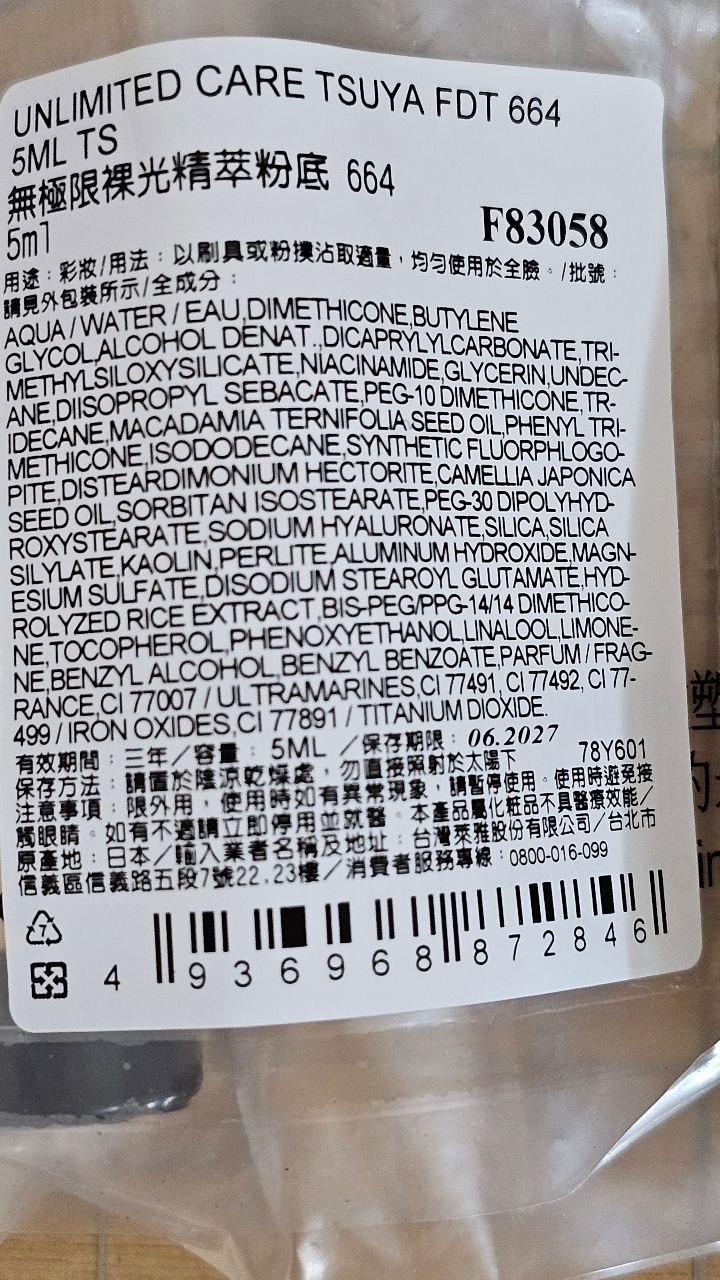 UNLIMITED CARE TSUYA FDT 664
5ML TS
無極限裸光精萃粉底 664
5ml
F83058
用途：彩妝/用法：以刷具或粉撲沾取適量，均勻使用於全臉。/批號：
請見外包裝所示/全成分：
AQUA / WATER / EAU,DIMETHICONE,BUTYLENE
GLYCOL,ALCOHOL DENAT.,DICAPRYLYLCARBONATE,TRI-
METHYLSILOXYSILICATE,NIACINAMIDE,GLYCERIN,UNDEC-
ANE,DIISOPROPYL SEBACATE,PEG-10 DIMETHICONE,TR-
IDECANE,MACADAMIA TERNIFOLIA SEED OIL,PHENYL TRI-
METHICONE,ISODODECANE,SYNTHETIC FLUORPHLOGO-
PITE,DISTEARDIMONIUM HECTORITE,CAMELLIA JAPONICA
SEED OIL,SORBITAN ISOSTEARATE,PEG-30 DIPOLYHYD-
ROXYSTEARATE,SODIUM HYALURONATE,SILICA,SILICA
SILYLATE,KAOLIN,PERLITE,ALUMINUM HYDROXIDE,MAGN-
ESIUM SULFATE,DISODIUM STEAROYL GLUTAMATE,HYD-
ROLYZED RICE EXTRACT,BIS-PEG/PPG-14/14 DIMETHICO-
NE,TOCOPHEROL,PHENOXYETHANOL,LINALOOL,LIMONE-
NE,BENZYL ALCOHOL,BENZYL BENZOATE,PARFUM / FRAG-
RANCE,CI 77007 / ULTRAMARINES,CI 77491, CI 77492, CI 77-
499 / IRON OXIDES,CI 77891 / TITANIUM DIOXIDE.
有效期間：三年／容量：5ML ／保存期限：06.2027 78Y601
保存方法：請置於陰涼乾燥處，勿直接照射於太陽下
注意事項：限外用，使用時如有異常現象，請暫停使用。使用時避免接
觸眼睛。如有不適請立即停用並就醫。本產品屬化粧品不具醫療效能／
原產地：日本／輸入業者名稱及地址：台灣萊雅股份有限公司／台北市
信義區信義路五段7號22.23樓／消費者服務專線：0800-016-099
7
4 936968 872846
塑